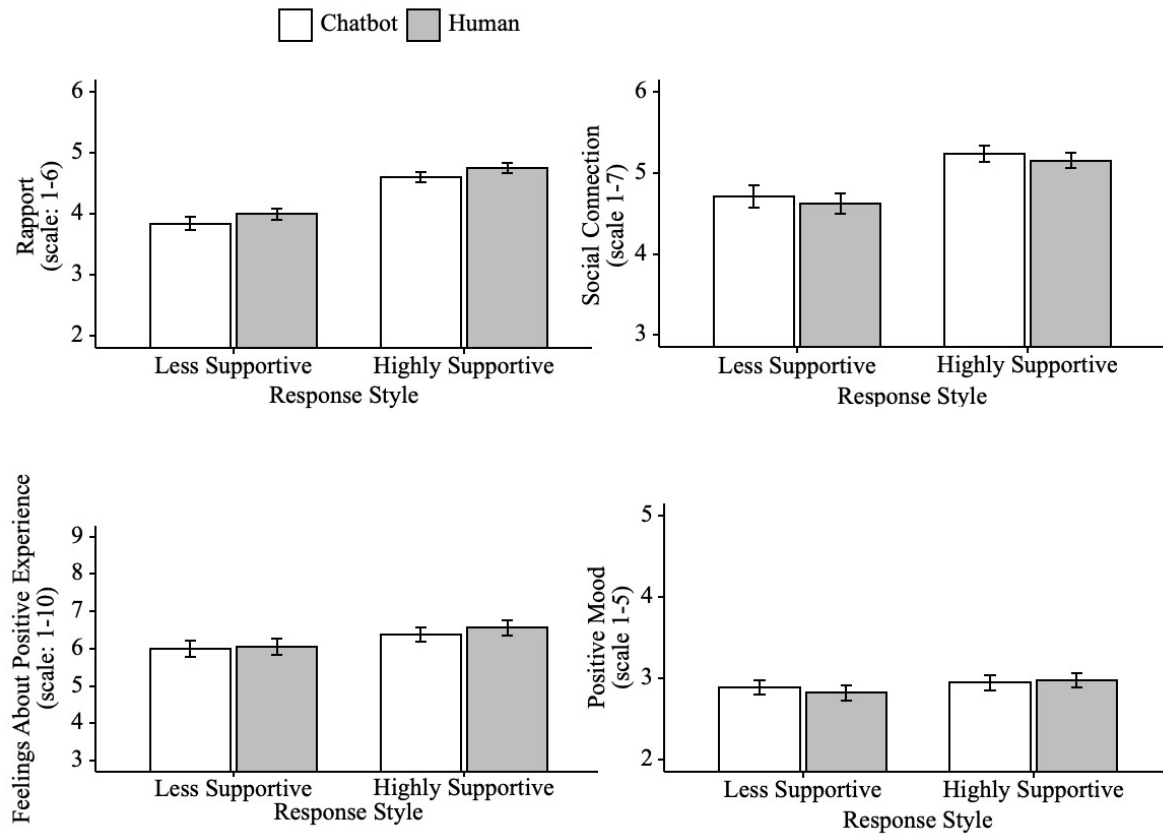 Chatbot Human
Rapport
(scale: 1-6)
6
5
4
3
2
Less Supportive Highly Supportive
Response Style
Social Connection
(scale 1-7)
6
5
4
3
Less Supportive Highly Supportive
Response Style
Feelings About Positive Experience
(scale: 1-10)
9
8
7
6
5
4
3
Less Supportive Highly Supportive
Response Style
Positive Mood
(scale 1-5)
5
4
3
2
Less Supportive Highly Supportive
Response Style